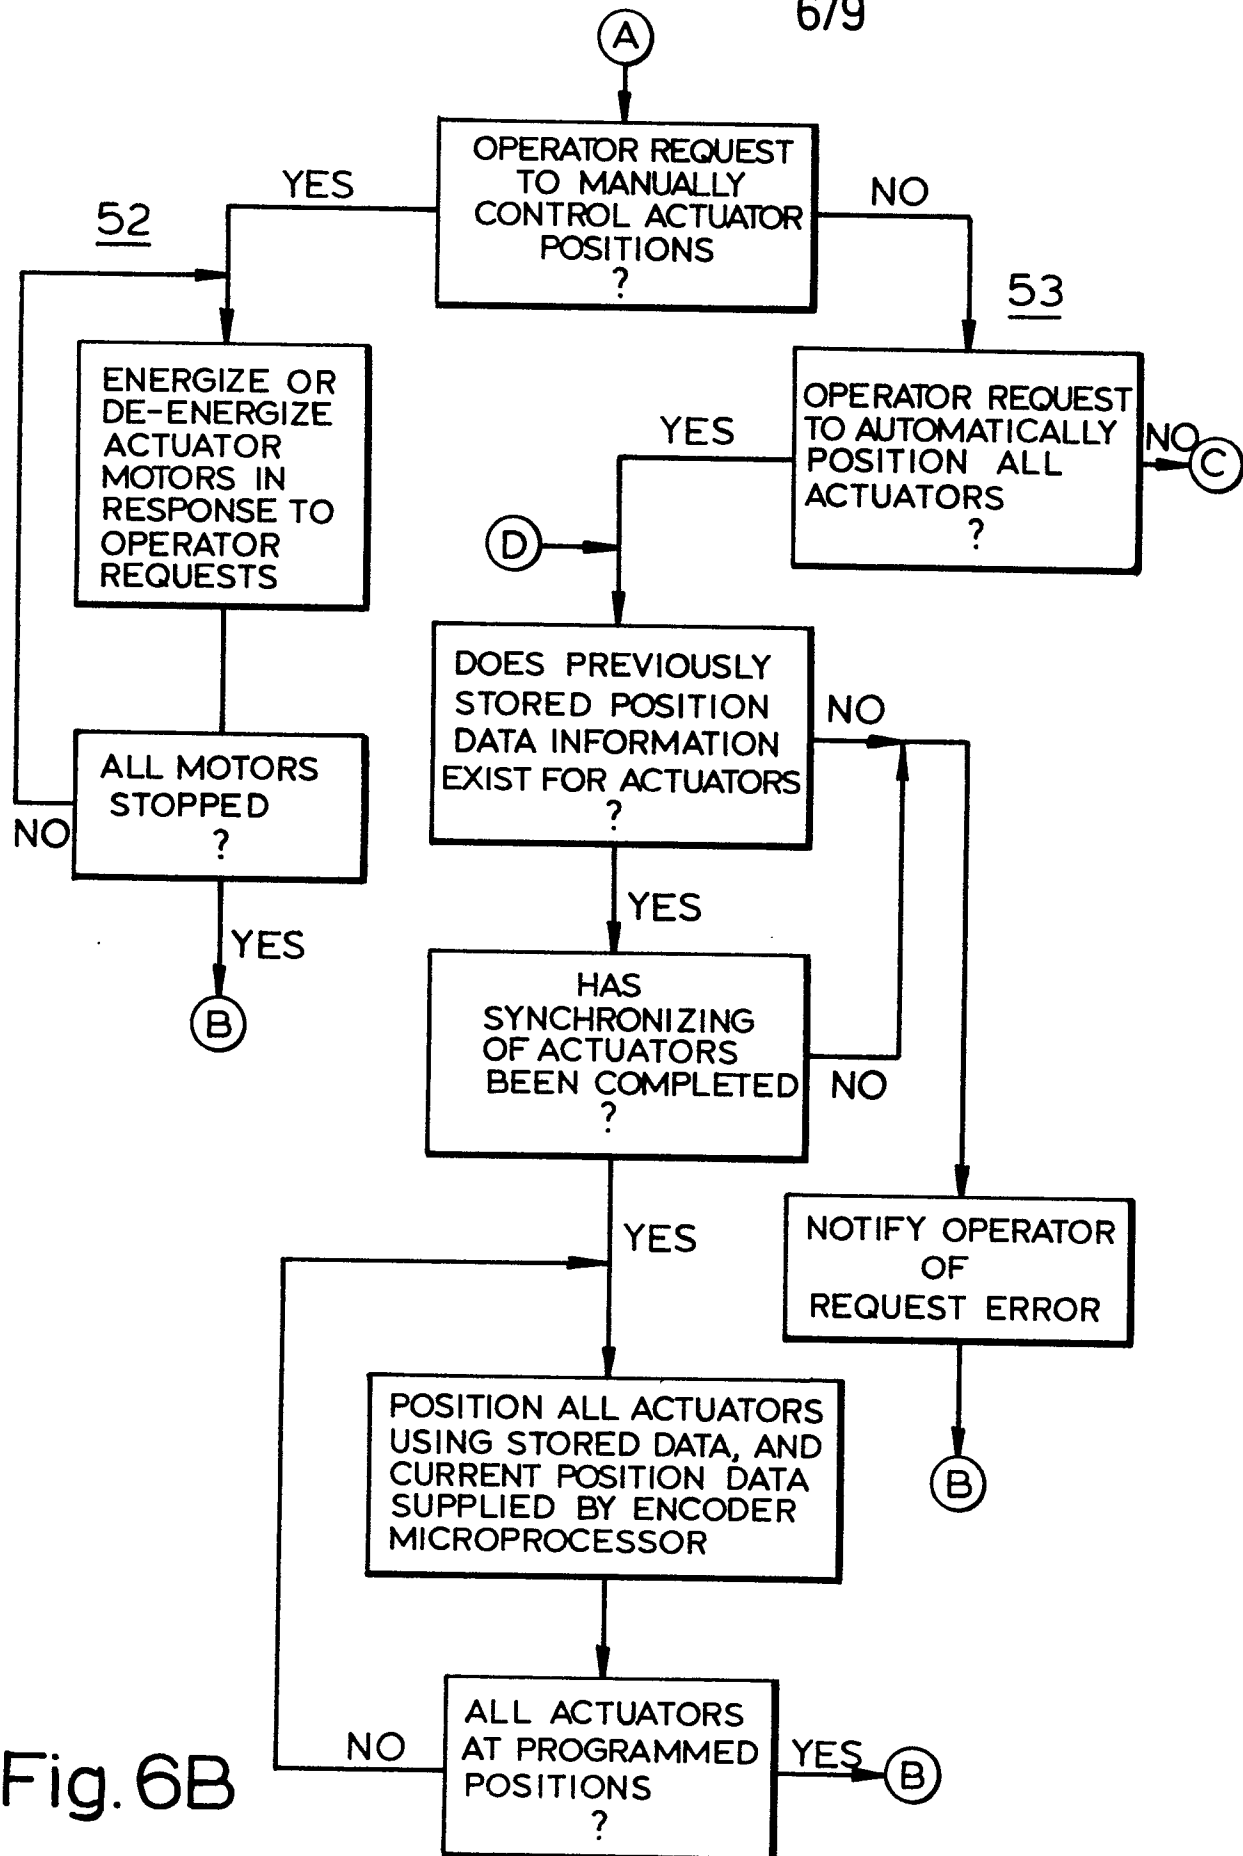 6/9
A
OPERATOR REQUEST
TO MANUALLY
CONTROL ACTUATOR
POSITIONS
?
YES
NO
52
53
ENERGIZE OR
DE-ENERGIZE
ACTUATOR
MOTORS IN
RESPONSE TO
OPERATOR
REQUESTS
OPERATOR REQUEST
TO AUTOMATICALLY
POSITION ALL
ACTUATORS
?
YES
NO
C
D
DOES PREVIOUSLY
STORED POSITION
DATA INFORMATION
EXIST FOR ACTUATORS
?
NO
YES
ALL MOTORS
STOPPED
?
NO
YES
B
HAS
SYNCHRONIZING
OF ACTUATORS
BEEN COMPLETED
?
NO
YES
NOTIFY OPERATOR
OF
REQUEST ERROR
B
POSITION ALL ACTUATORS
USING STORED DATA, AND
CURRENT POSITION DATA
SUPPLIED BY ENCODER
MICROPROCESSOR
ALL ACTUATORS
AT PROGRAMMED
POSITIONS
?
NO
YES
B
Fig. 6B